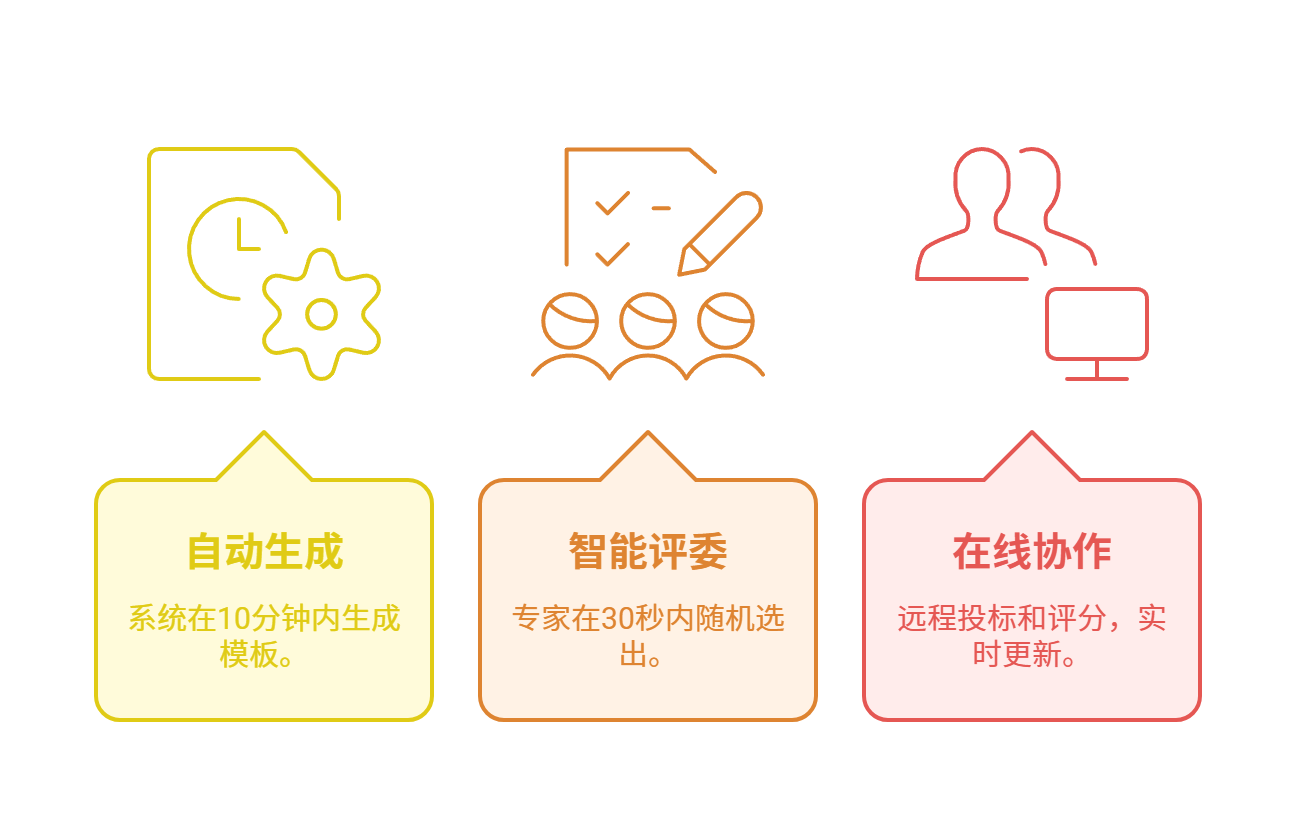 自动生成
系统在10分钟内生成
模板。
智能评委
专家在30秒内随机选
出。
在线协作
远程投标和评分，实
时更新。